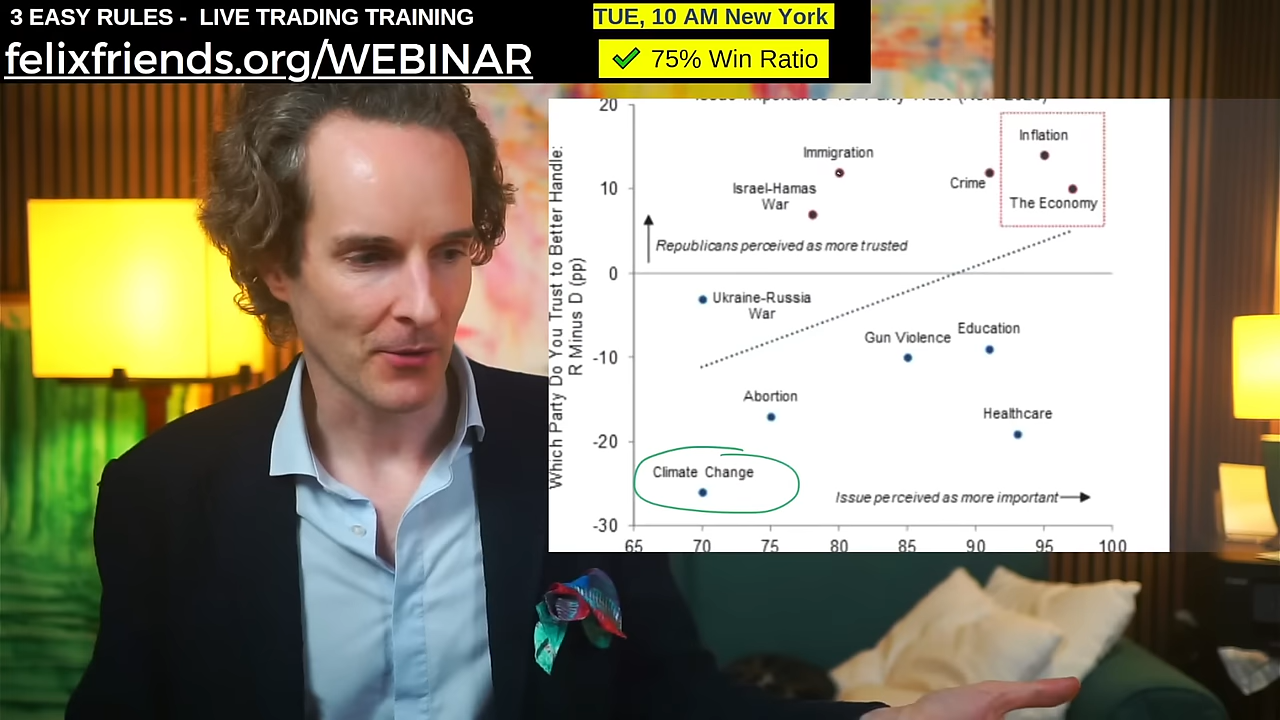 3 EASY RULES - LIVE TRADING TRAINING
felixfriends.org/WEBINAR
TUE, 10 AM New York
75% Win Ratio
Which Party Do You Trust to Better Handle:
R Minus D (pp)
20
10
0
-10
-20
-30
Inflation
Immigration
Crime
Israel-Hamas
War
The Economy
Republicans perceived as more trusted
Ukraine-Russia
War
Education
Gun Violence
Abortion
Healthcare
Climate Change
Issue perceived as more important
65 70 75 80 85 90 95 100